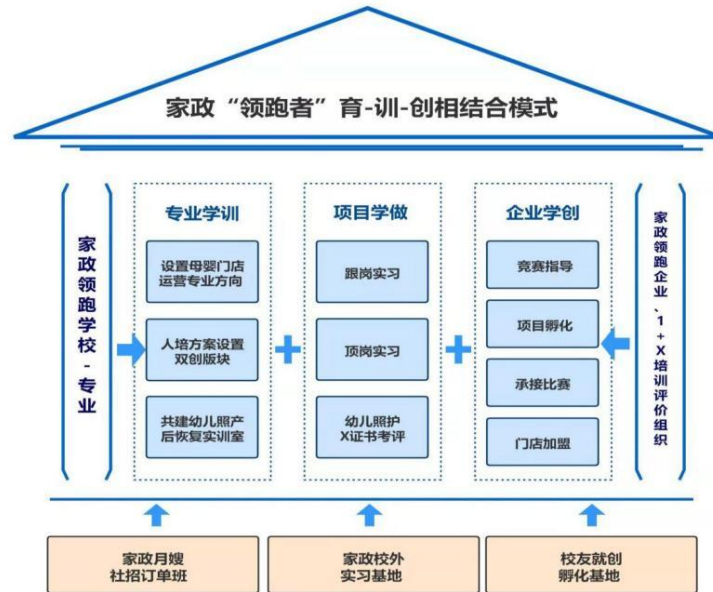 家政“领跑者”育-训-创相结合模式
家政领跑学校-专业
专业学训
设置母婴门店
运营专业方向
人培方案设置
双创版块
共建幼儿照产
后恢复实训室
项目学做
跟岗实习
顶岗实习
幼儿照护
X证书考评
企业学创
竞赛指导
项目孵化
承接比赛
门店加盟
家政领跑企业、1+X培训评价组织
家政月嫂
社招订单班
家政校外
实习基地
校友就创
孵化基地